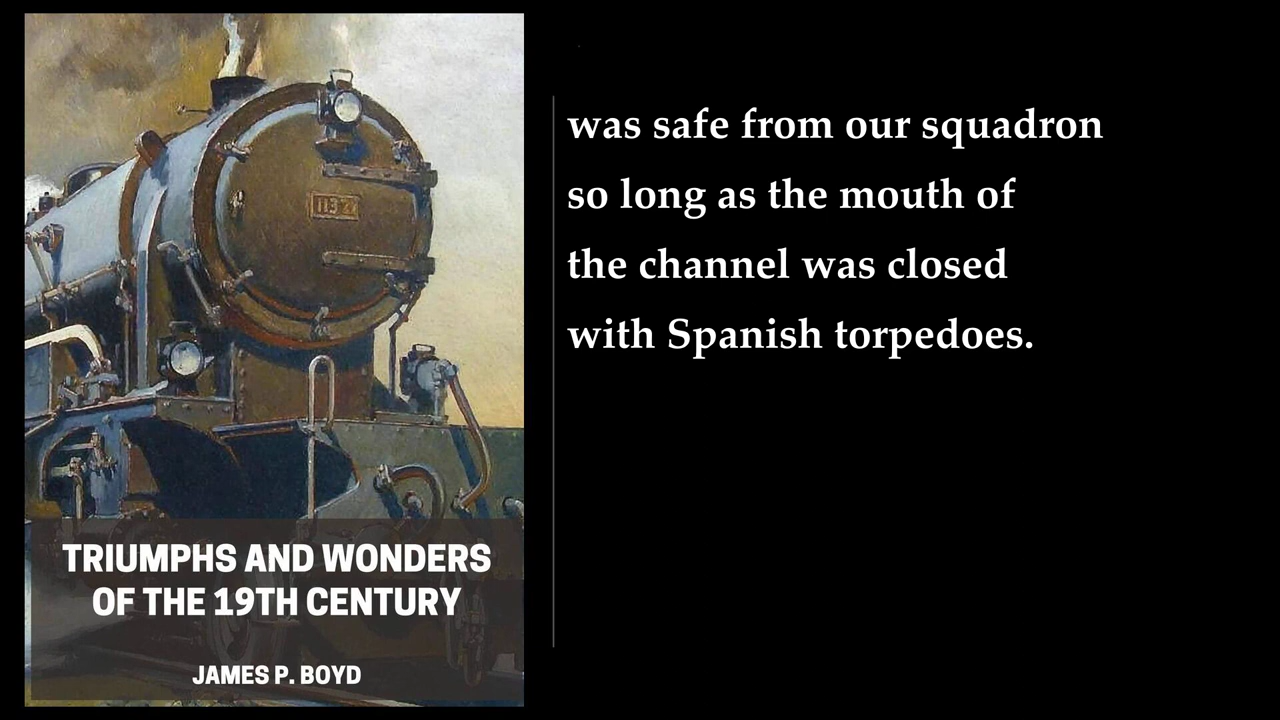 was safe from our squadron
so long as the mouth of
the channel was closed
with Spanish torpedoes.
TRIUMPHS AND WONDERS
OF THE 19TH CENTURY
JAMES P. BOYD